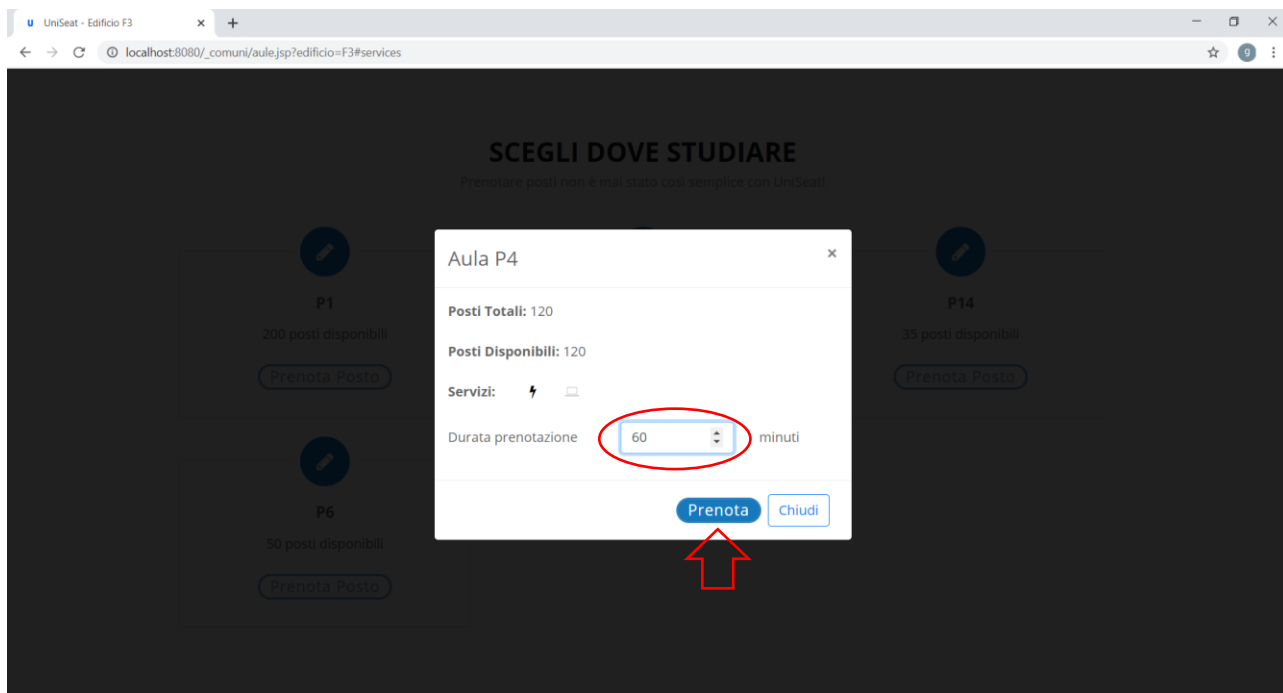 U UniSeat - Edificio F3
localhost:8080/_comuni/aule.jsp?edificio=F3#services
g
SCEGLI DOVE STUDIARE
Prenotare posti non è mai stato così semplice con UniSeat!
P1
200 posti disponibili
Prenota Posto
Aula P4
Posti Totali: 120
Posti Disponibili: 120
Servizi:
Durata prenotazione 60 minuti
Prenota Chiudi
P14
35 posti disponibili
Prenota Posto
P6
50 posti disponibili
Prenota Posto